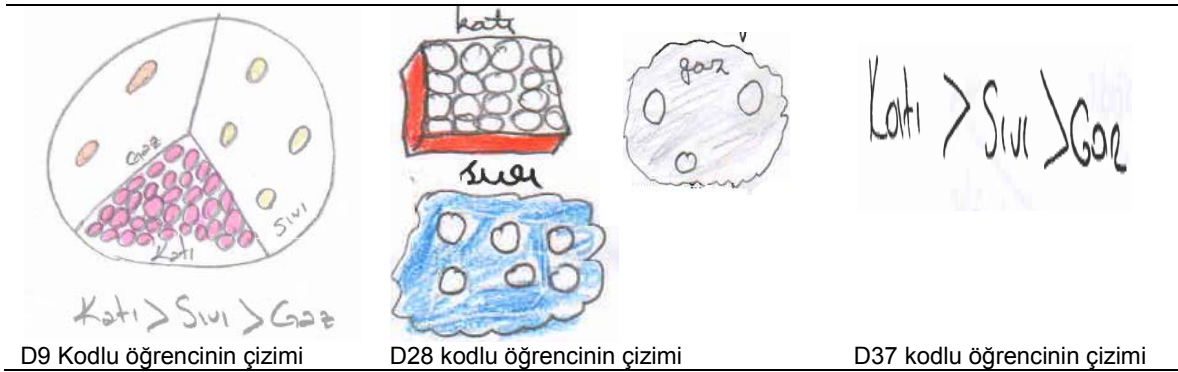 Gaz
Katı
Sıvı
Katı > Sıvı > Gaz
katı
sıvı
gaz
Katı > Sıvı > Gaz
D9 Kodlu öğrencinin çizimi
D28 kodlu öğrencinin çizimi
D37 kodlu öğrencinin çizimi